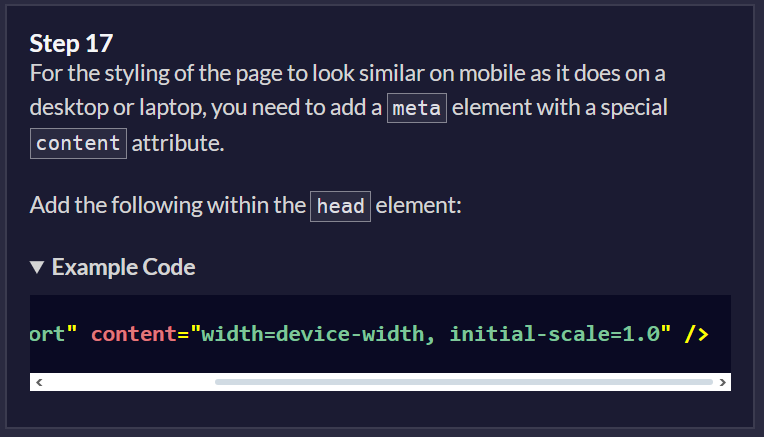 Step 17
For the styling of the page to look similar on mobile as it does on a
desktop or laptop, you need to add a meta element with a special
content attribute.
Add the following within the head element:
▼ Example Code
ort" content="width=device-width, initial-scale=1.0" />